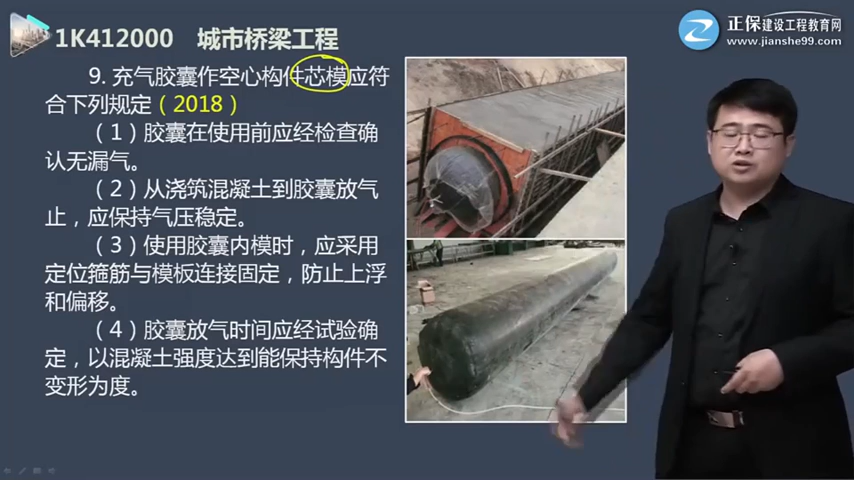 1K412000 城市桥梁工程
正保建设工程教育网
www.jianshe99.com
9. 充气胶囊作空心构件芯模应符
合下列规定（2018）
（1）胶囊在使用前应经检查确
认无漏气。
（2）从浇筑混凝土到胶囊放气
止，应保持气压稳定。
（3）使用胶囊内模时，应采用
定位箍筋与模板连接固定，防止上浮
和偏移。
（4）胶囊放气时间应经试验确
定，以混凝土强度达到能保持构件不
变形为度。